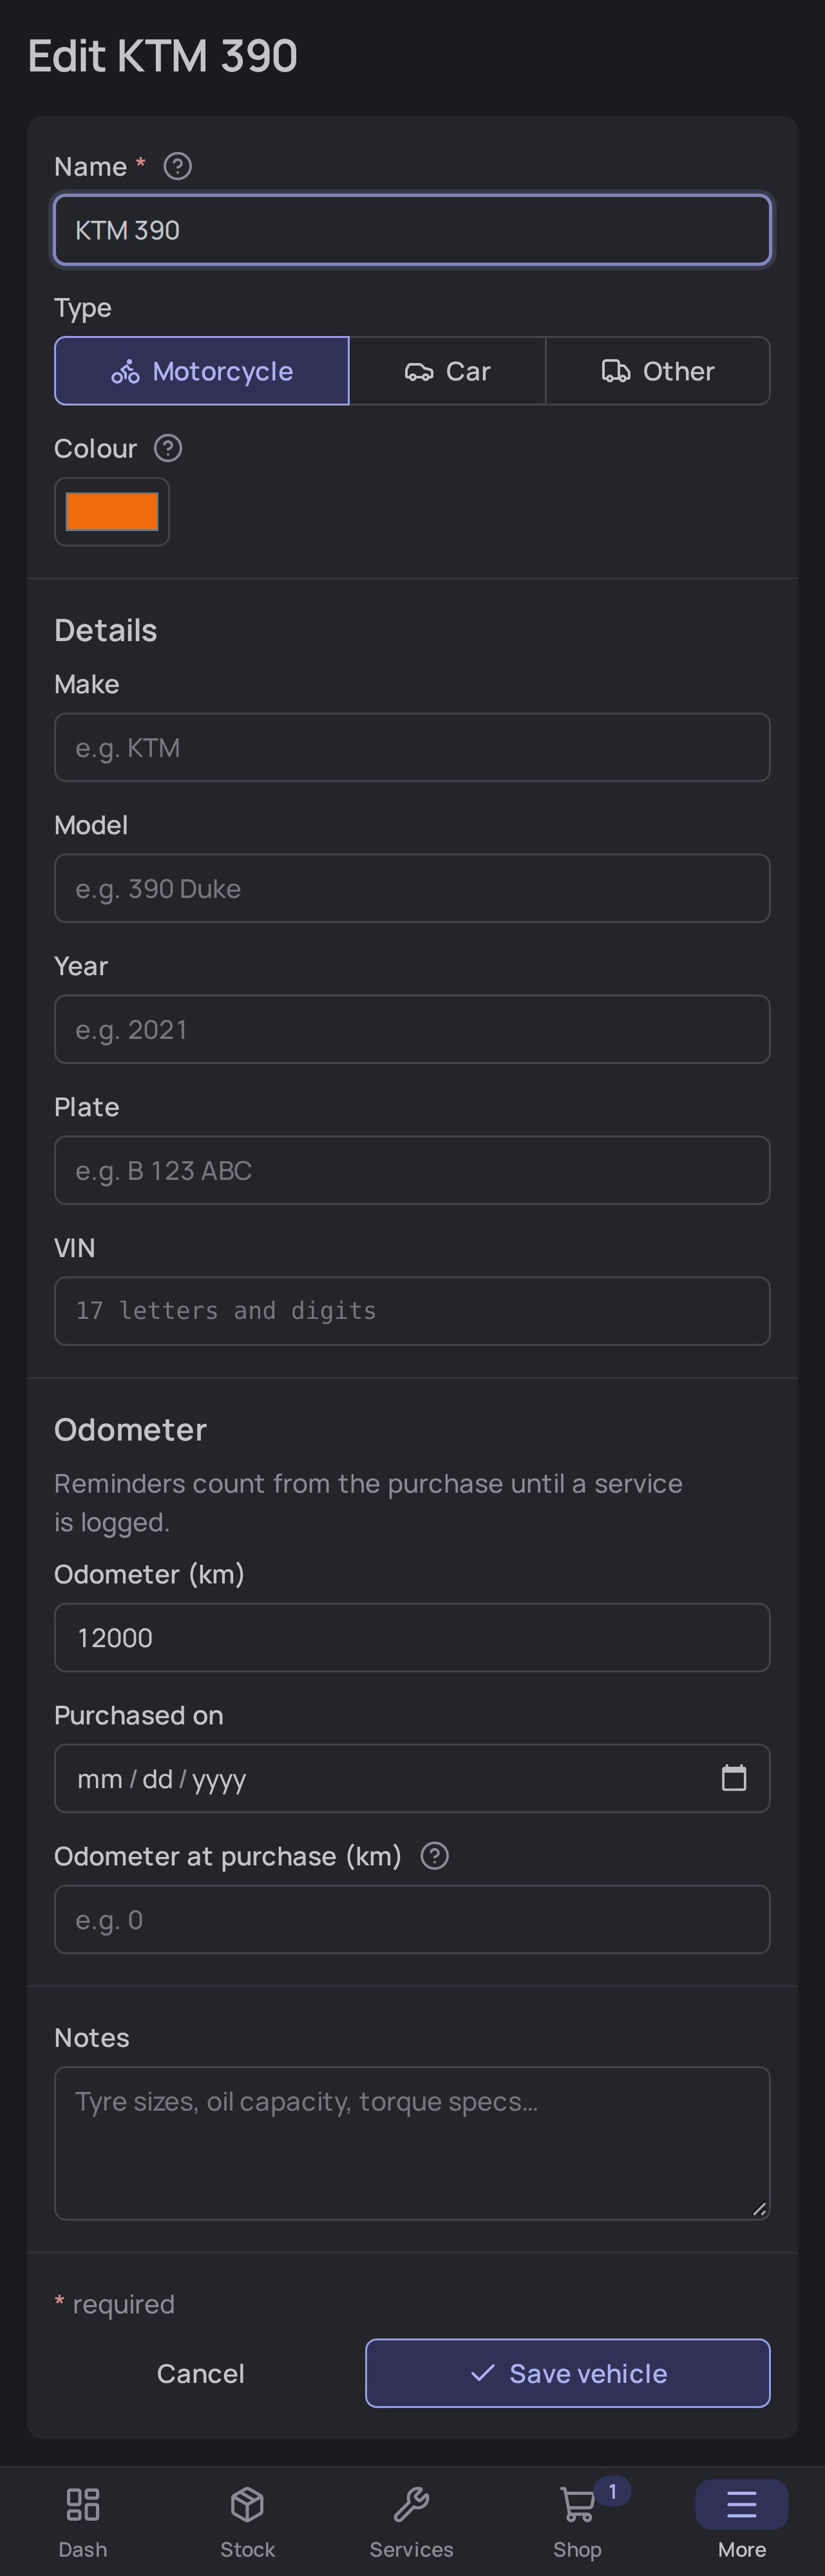 Edit KTM 390
Name *
KTM 390
Type
Motorcycle Car Other
Colour
Details
Make
e.g. KTM
Model
e.g. 390 Duke
Year
e.g. 2021
Plate
e.g. B 123 ABC
VIN
17 letters and digits
Odometer
Reminders count from the purchase until a service
is logged.
Odometer (km)
12000
Purchased on
mm/dd/yyyy
Odometer at purchase (km)
e.g. 0
Notes
Tyre sizes, oil capacity, torque specs...
* required
Cancel Save vehicle
1
Dash Stock Services Shop More